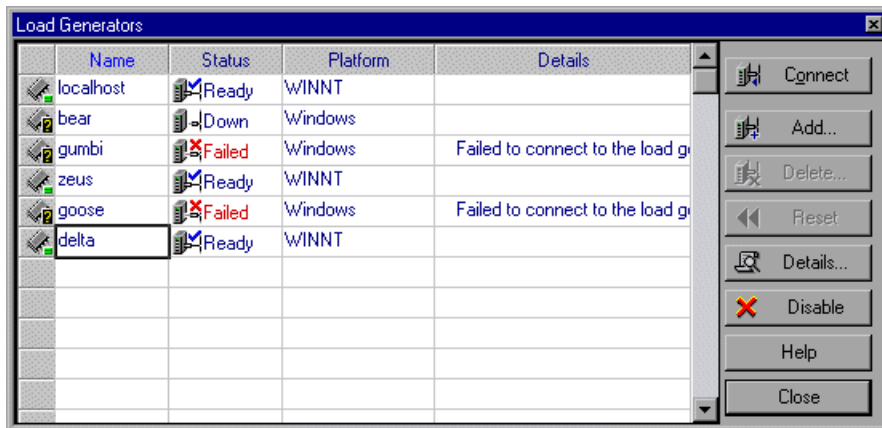 Load Generators
Name Status Platform Details
localhost Ready WINNT
bear Down Windows
gumbi Failed Windows Failed to connect to the load g
zeus Ready WINNT
goose Failed Windows Failed to connect to the load g
delta Ready WINNT
Connect
Add...
Delete...
Reset
Details...
Disable
Help
Close